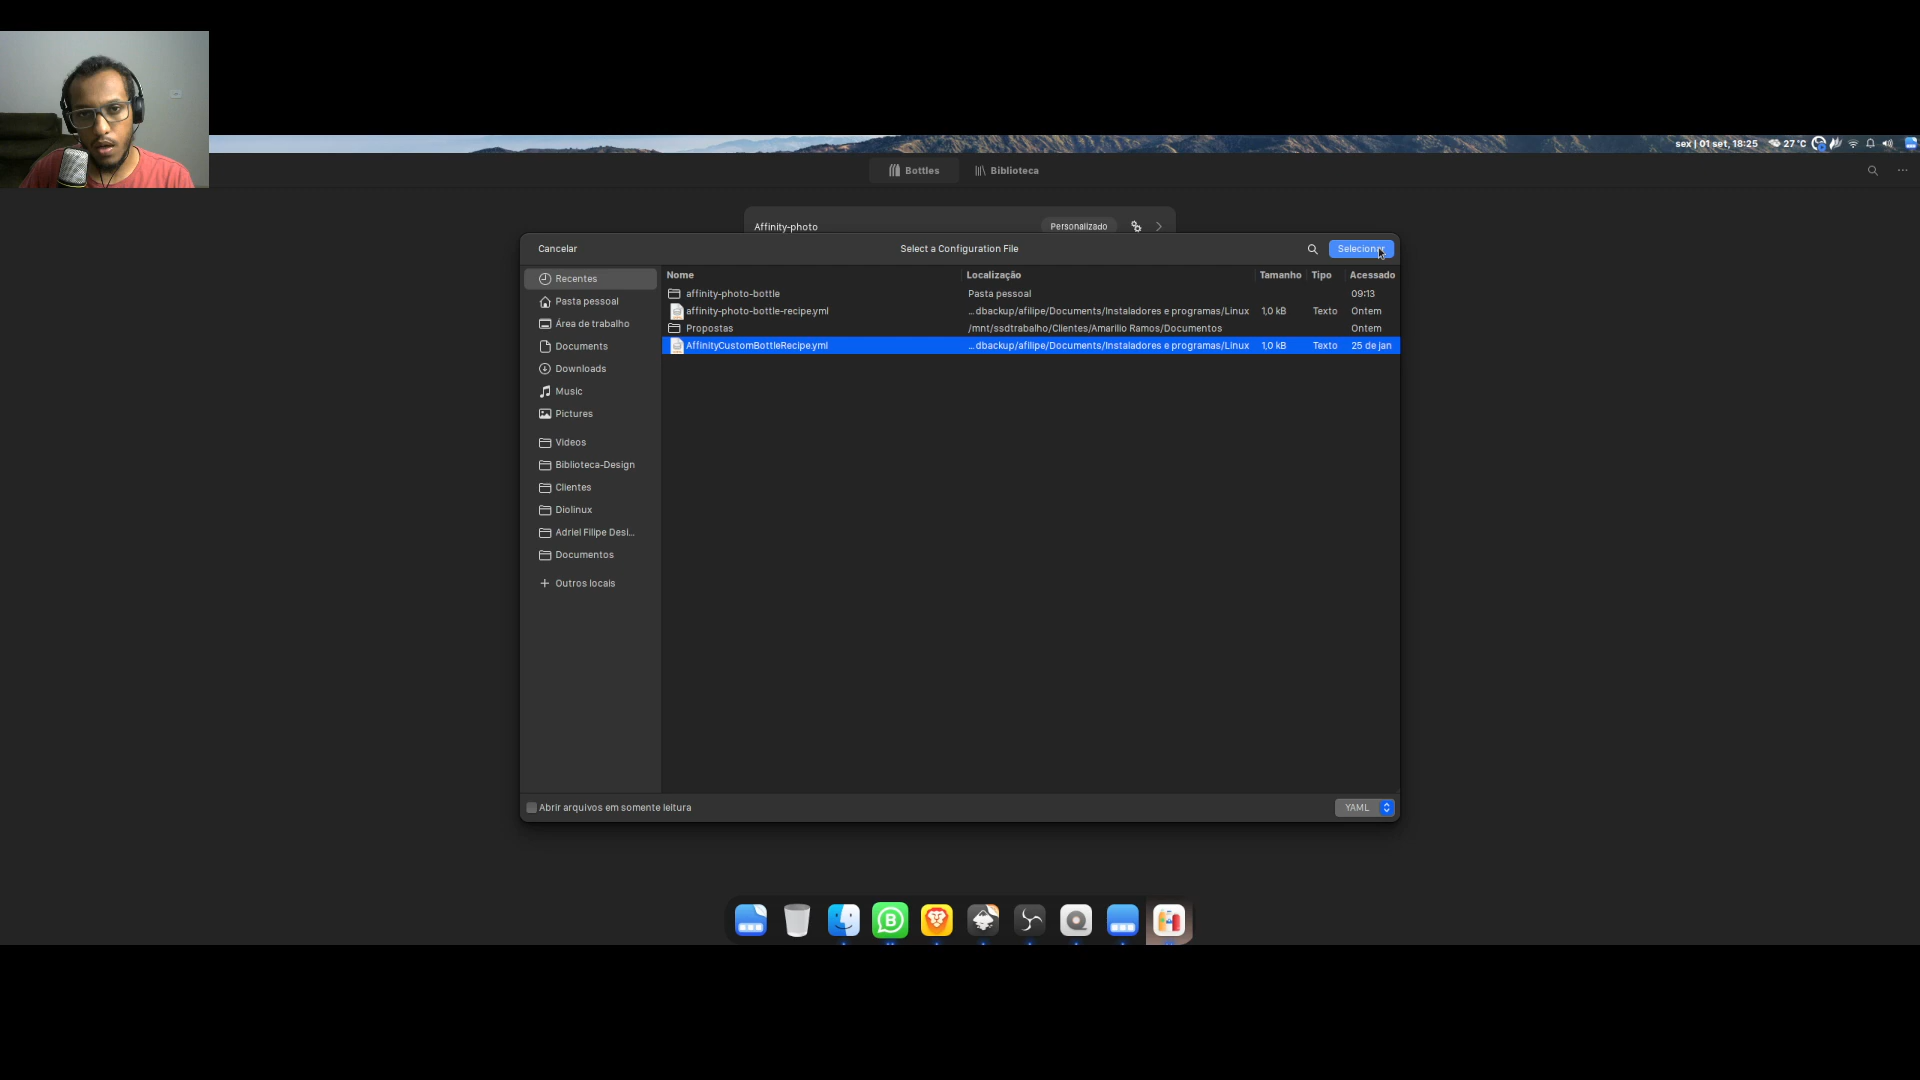 sex | 01 set, 18:25
27°C
Bottles
Biblioteca
Affinity-photo
Personalizado
Cancelar
Select a Configuration File
Selecionar
Nome
Localização
Tamanho
Tipo
Acessado
Recentes
Pasta pessoal
Área de trabalho
Documents
Downloads
Music
Pictures
Videos
Biblioteca-Design
Clientes
Diolinux
Adriel Filipe Desi…
Documentos
Outros locais
affinity-photo-bottle Pasta pessoal 09:13
affinity-photo-bottle-recipe.yml …dbackup/afilipe/Documents/Instaladores e programas/Linux 1,0 kB Texto Ontem
Propostas /mnt/ssdtrabalho/Clientes/Amarilio Ramos/Documentos Ontem
AffinityCustomBottleRecipe.yml …dbackup/afilipe/Documents/Instaladores e programas/Linux 1,0 kB Texto 25 de jan
Abrir arquivos em somente leitura
YAML